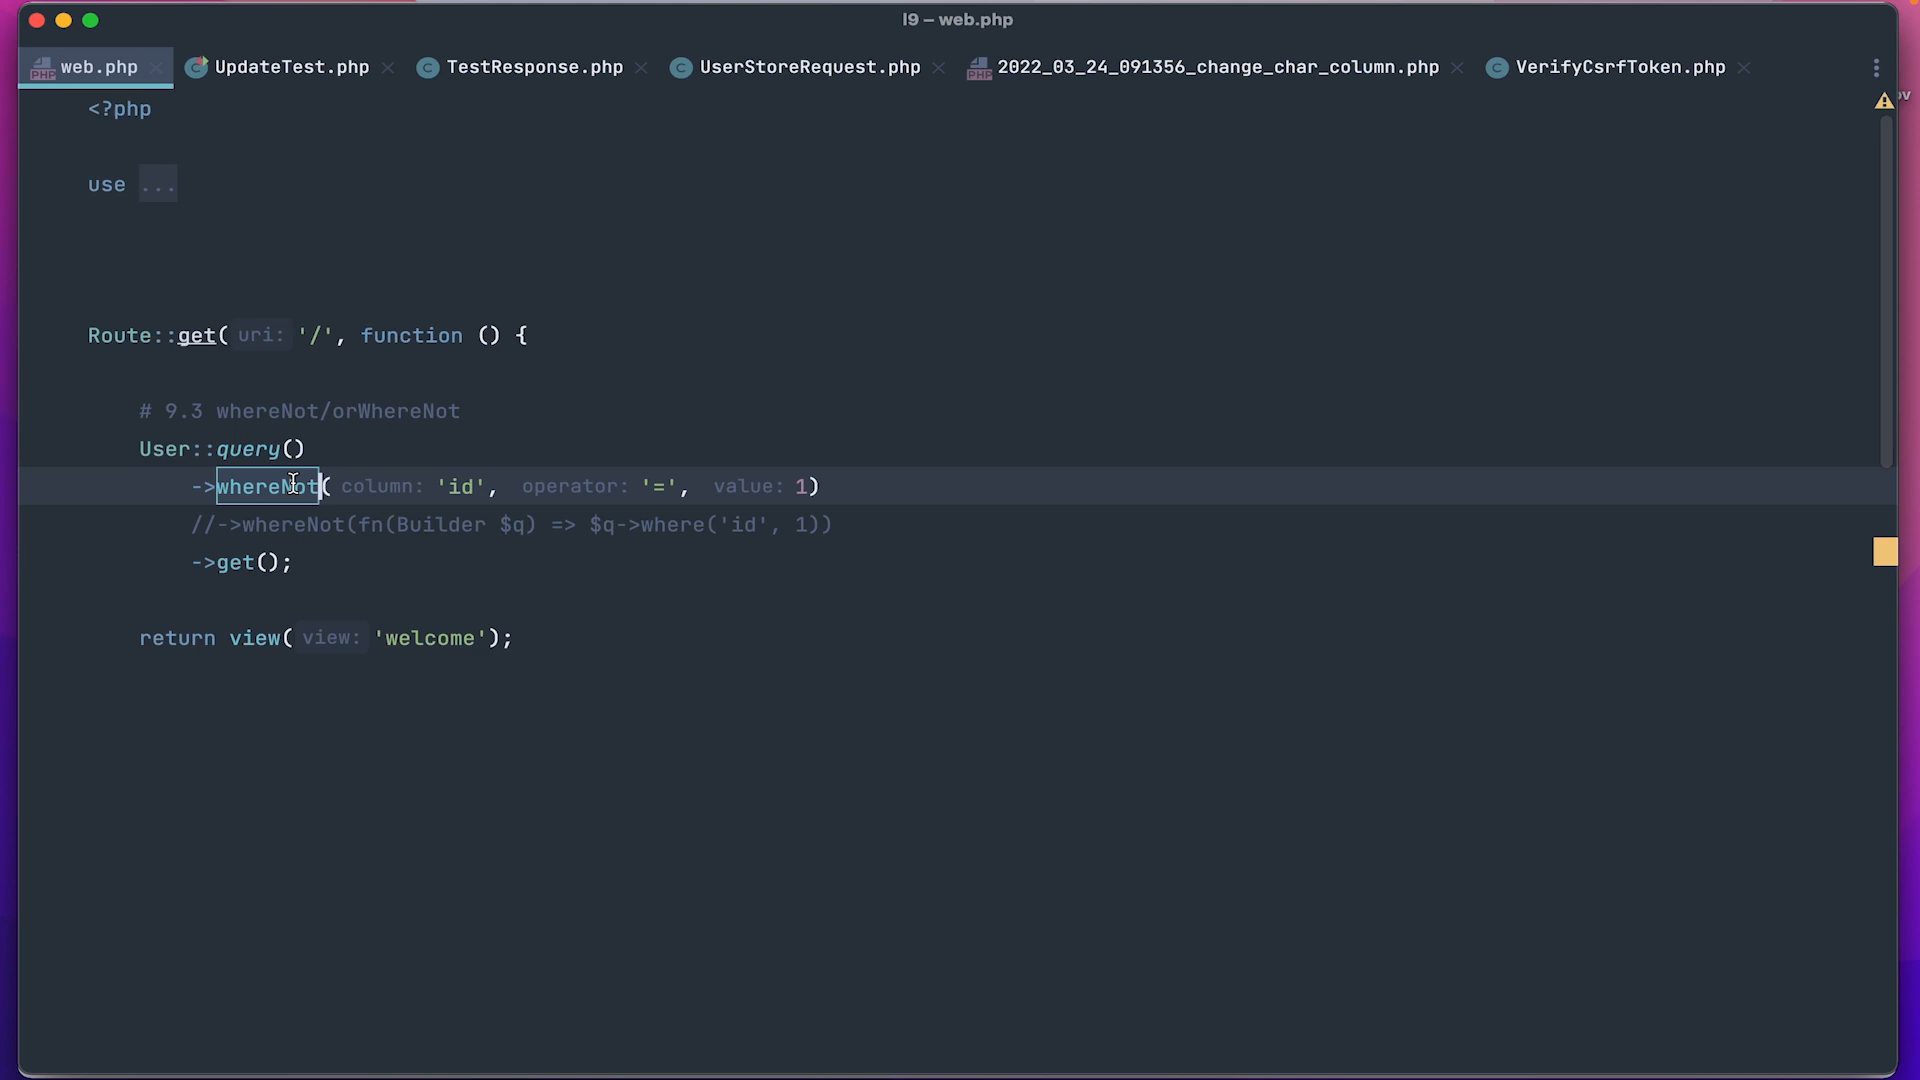 l9 – web.php
web.php UpdateTest.php TestResponse.php UserStoreRequest.php 2022_03_24_091356_change_char_column.php VerifyCsrfToken.php
<?php
use ...
Route::get( uri: '/', function () {
# 9.3 whereNot/orWhereNot
User::query()
->whereNot( column: 'id', operator: '=', value: 1)
//->whereNot(fn(Builder $q) => $q->where('id', 1))
->get();
return view( view: 'welcome');